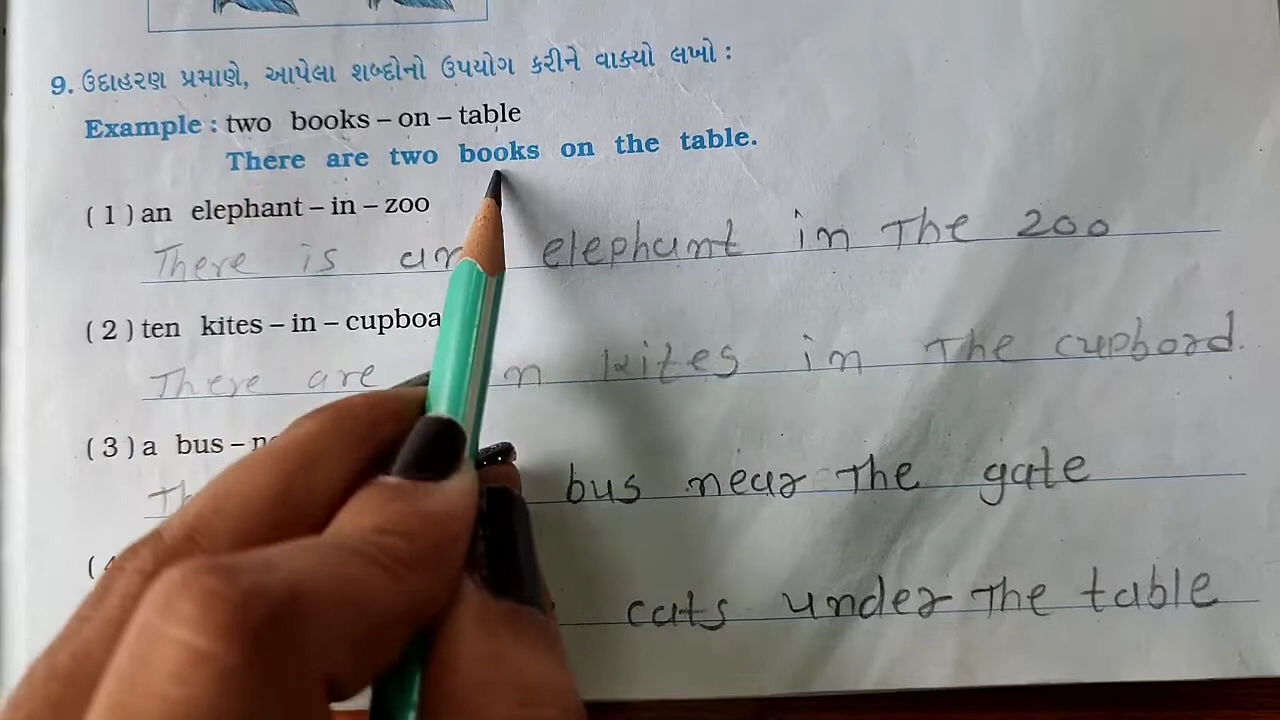 9. ઉદાહરણ પ્રમાણે, આપેલા શબ્દોનો ઉપયોગ કરીને વાક્યો લખો :
Example : two books – on – table
There are two books on the table.
( 1 ) an elephant – in – zoo
There is an elephant in The zoo
( 2 ) ten kites – in – cupboa
There are kites in The cupbord.
( 3 ) a bus –
bus near The gate
cats under The table